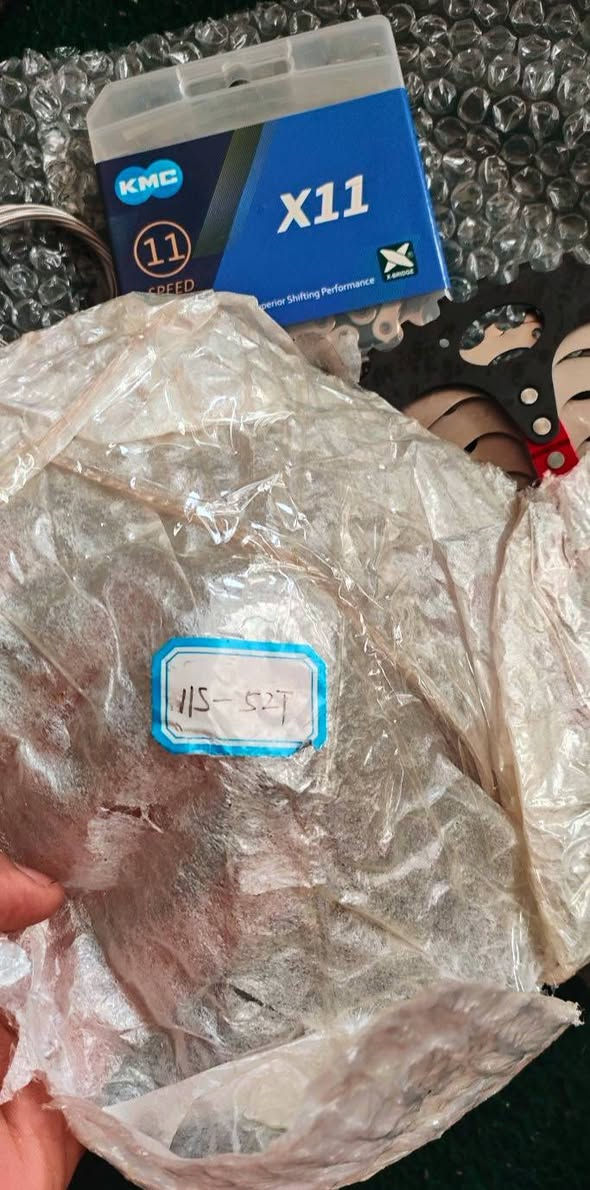 KMC
X11
11
SPEED
Superior Shifting Performance
X-BRIDGE
11S-52T